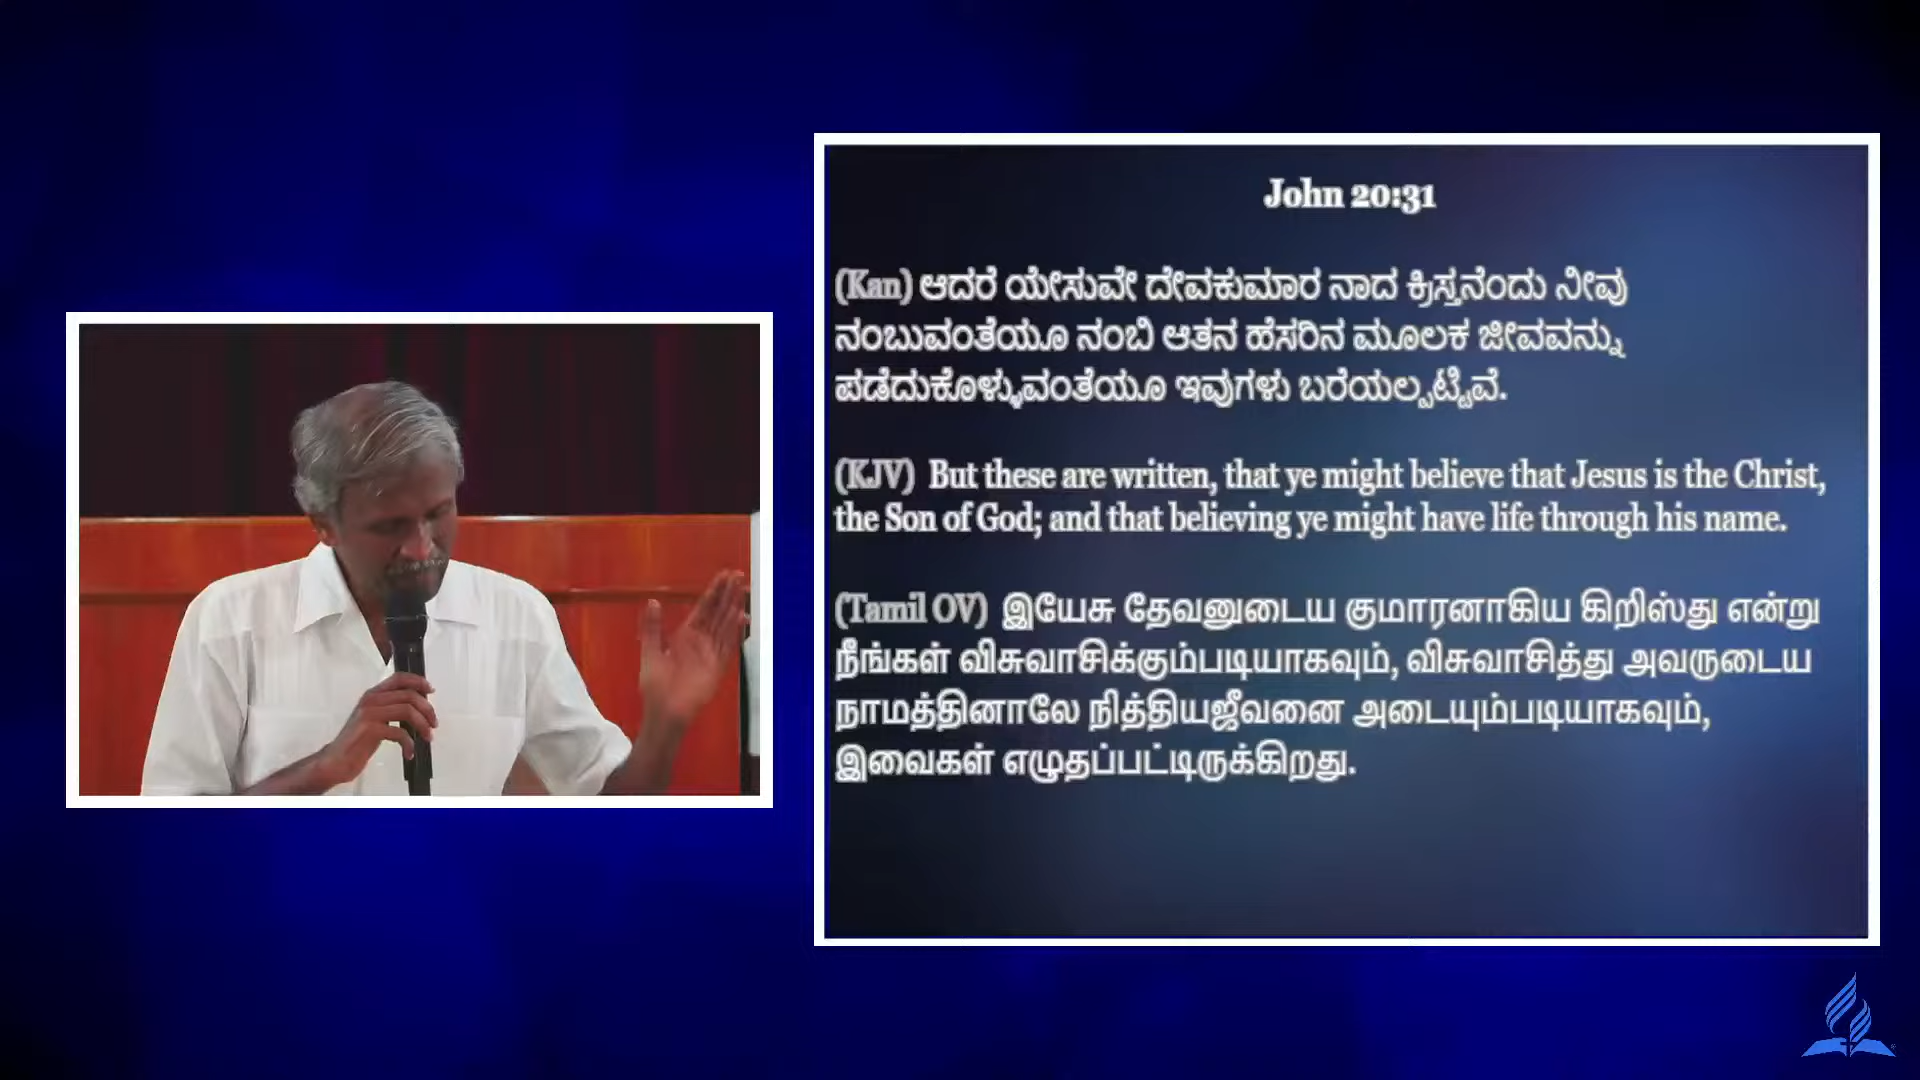 John 20:31
(Kan) ಆದರೆ ಯೇಸುವೇ ದೇವಕುಮಾರ ನಾದ ಕ್ರಿಸ್ತನೆಂದು ನೀವು
ನಂಬುವಂತೆಯೂ ನಂಬಿ ಆತನ ಹೆಸರಿನ ಮೂಲಕ ಜೀವವನ್ನು
ಪಡೆದುಕೊಳ್ಳುವಂತೆಯೂ ಇವುಗಳು ಬರೆಯಲ್ಪಟ್ಟಿವೆ.
(KJV) But these are written, that ye might believe that Jesus is the Christ,
the Son of God; and that believing ye might have life through his name.
(Tamil OV) இயேசு தேவனுடைய குமாரனாகிய கிறிஸ்து என்று
நீங்கள் விசுவாசிக்கும்படியாகவும், விசுவாசித்து அவருடைய
நாமத்தினாலே நித்தியஜீவனை அடையும்படியாகவும்,
இவைகள் எழுதப்பட்டிருக்கிறது.